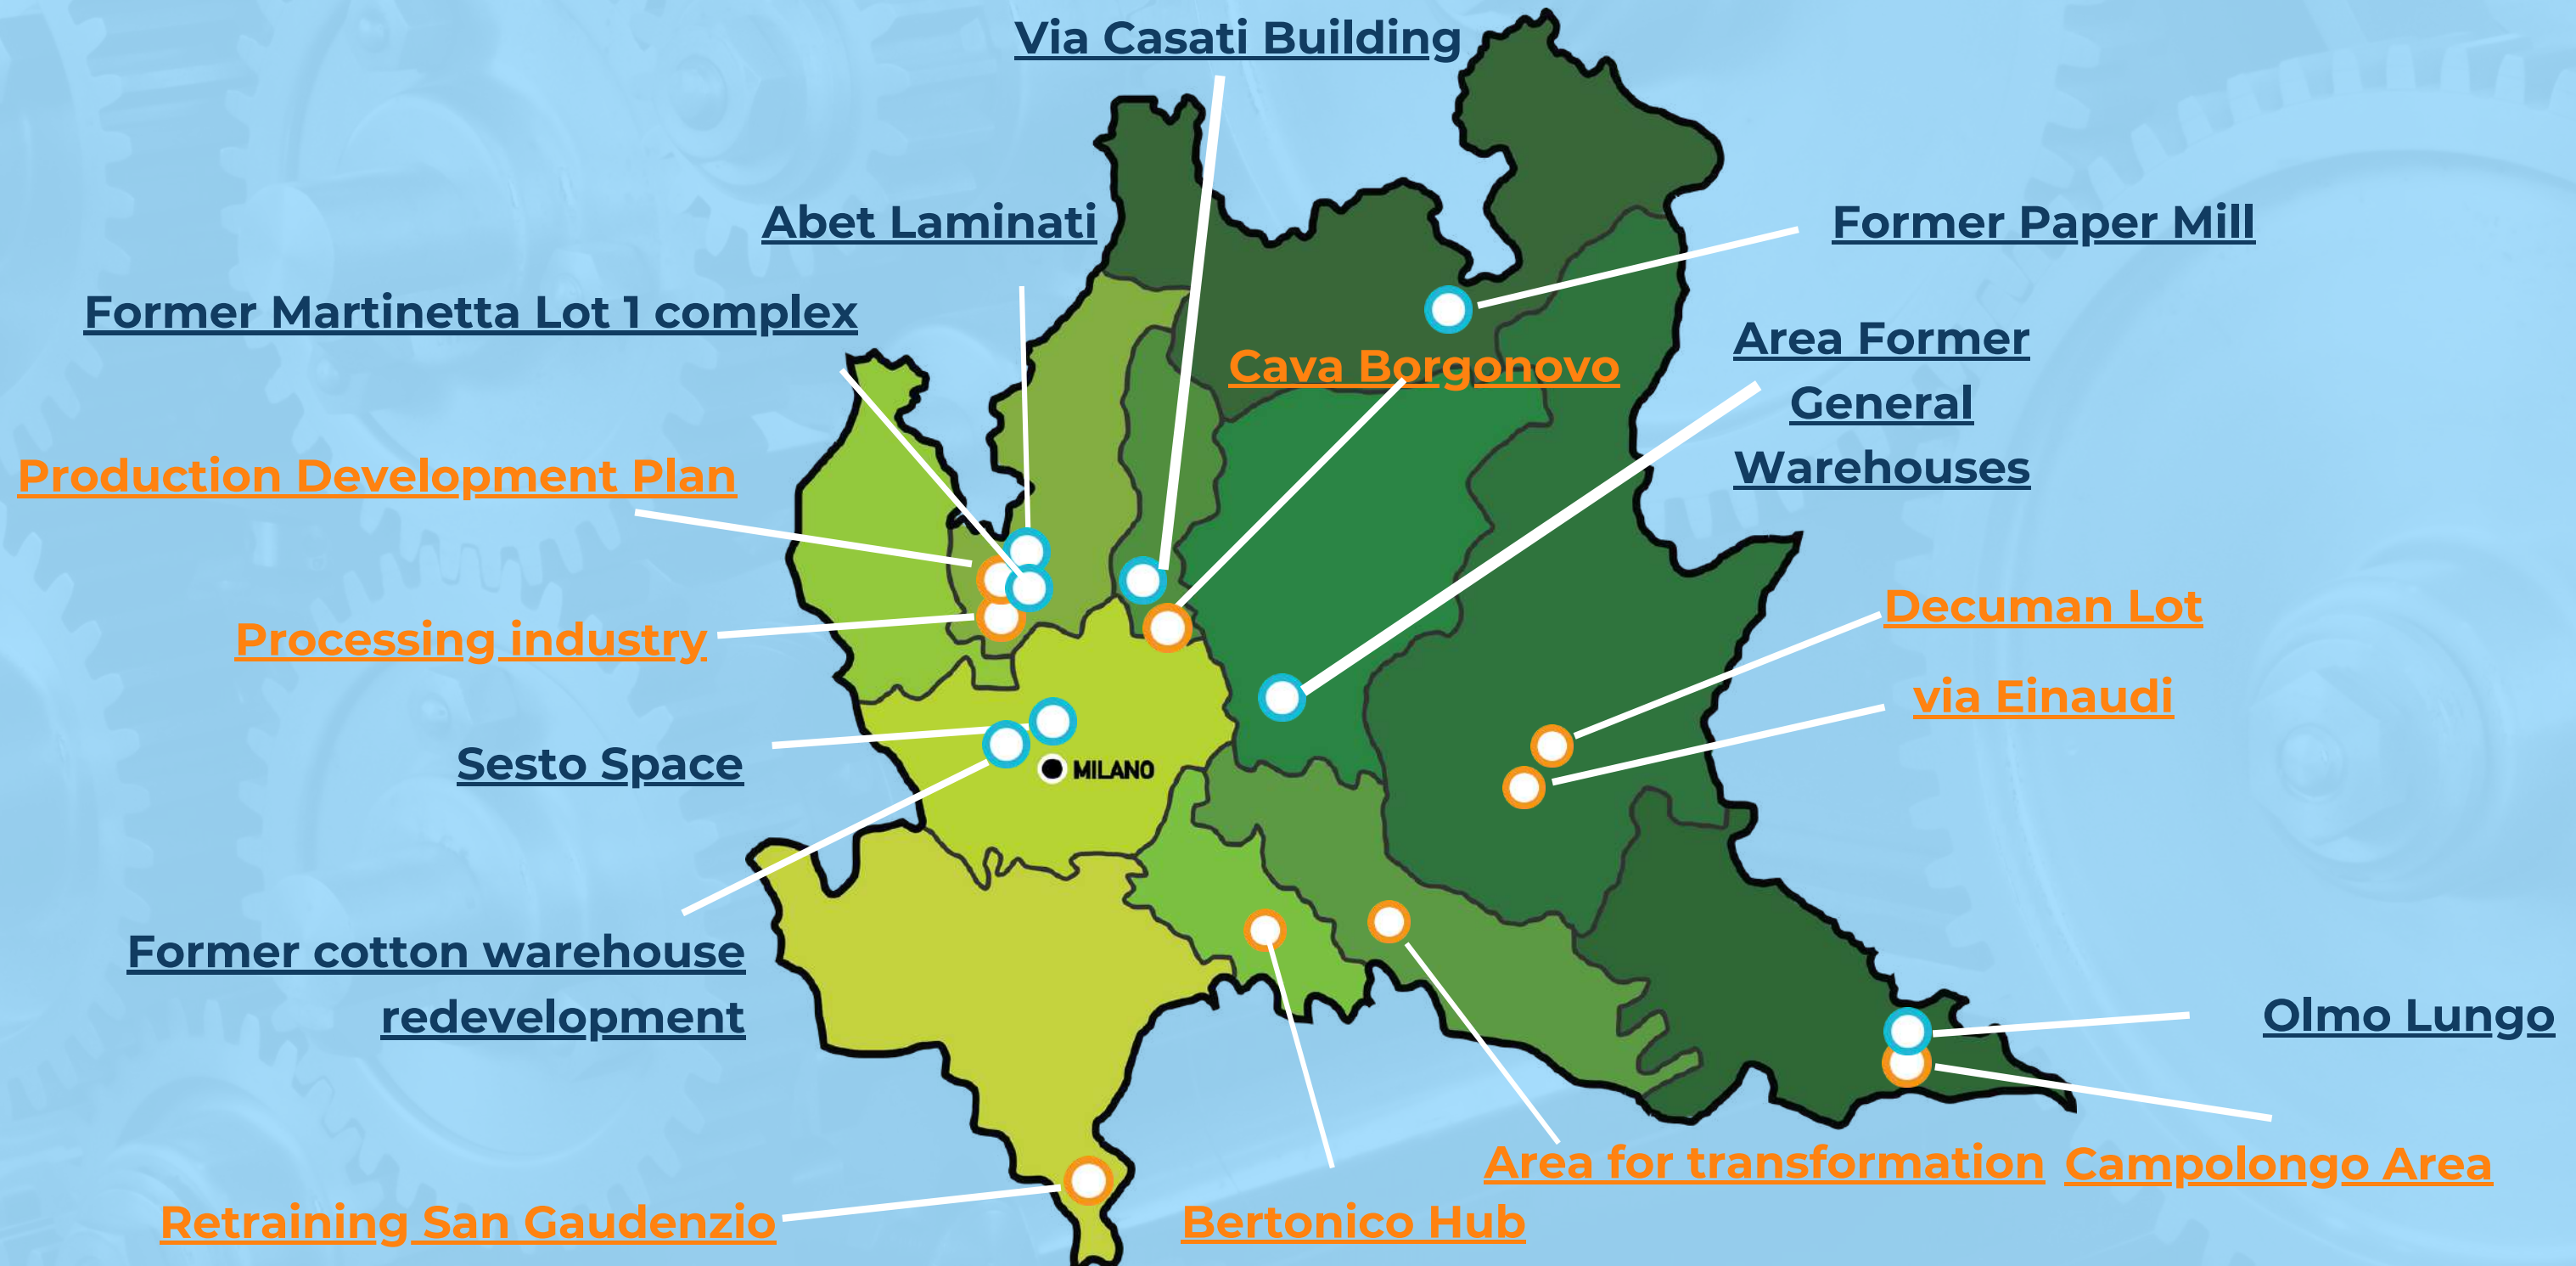 Via Casati Building
Abet Laminati
Former Paper Mill
Former Martinetta Lot 1 complex
Area Former
General
Warehouses
Cava Borgonovo
Production Development Plan
Decuman Lot
Processing industry
via Einaudi
Sesto Space
MILANO
Former cotton warehouse
redevelopment
Olmo Lungo
Area for transformation
Campolongo Area
Retraining San Gaudenzio
Bertonico Hub